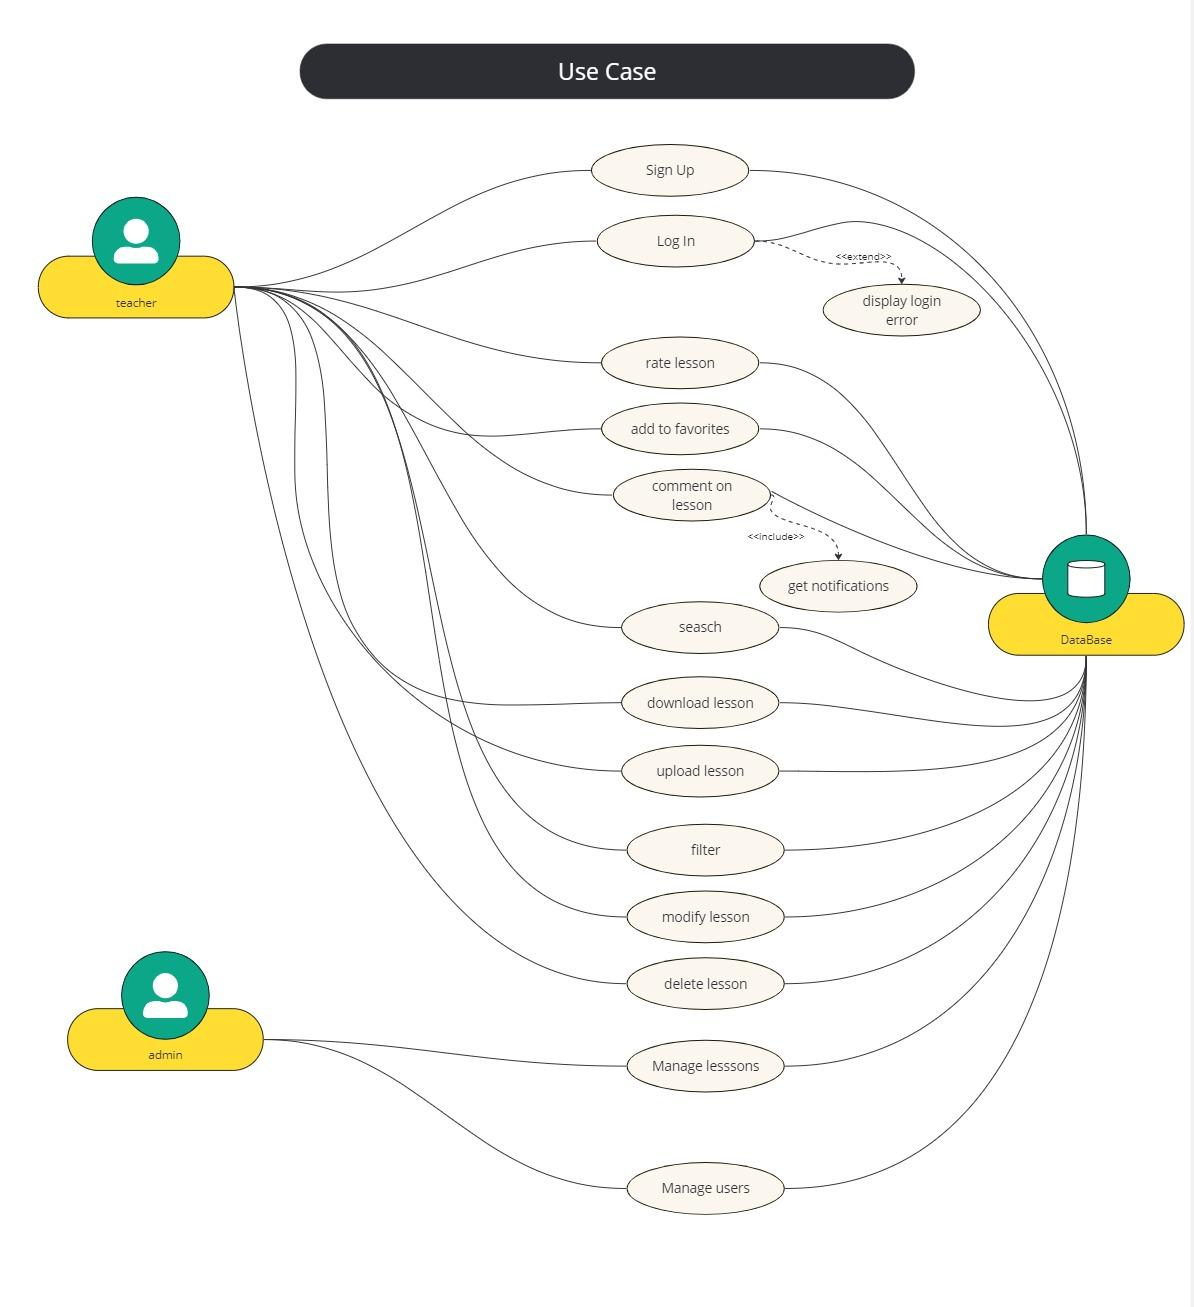 Use Case
Sign Up
Log In
<<extend>>
teacher
display login
error
rate lesson
add to favorites
comment on
lesson
<<include>>
get notifications
seasch
DataBase
download lesson
upload lesson
filter
modify lesson
delete lesson
admin
Manage lesssons
Manage users